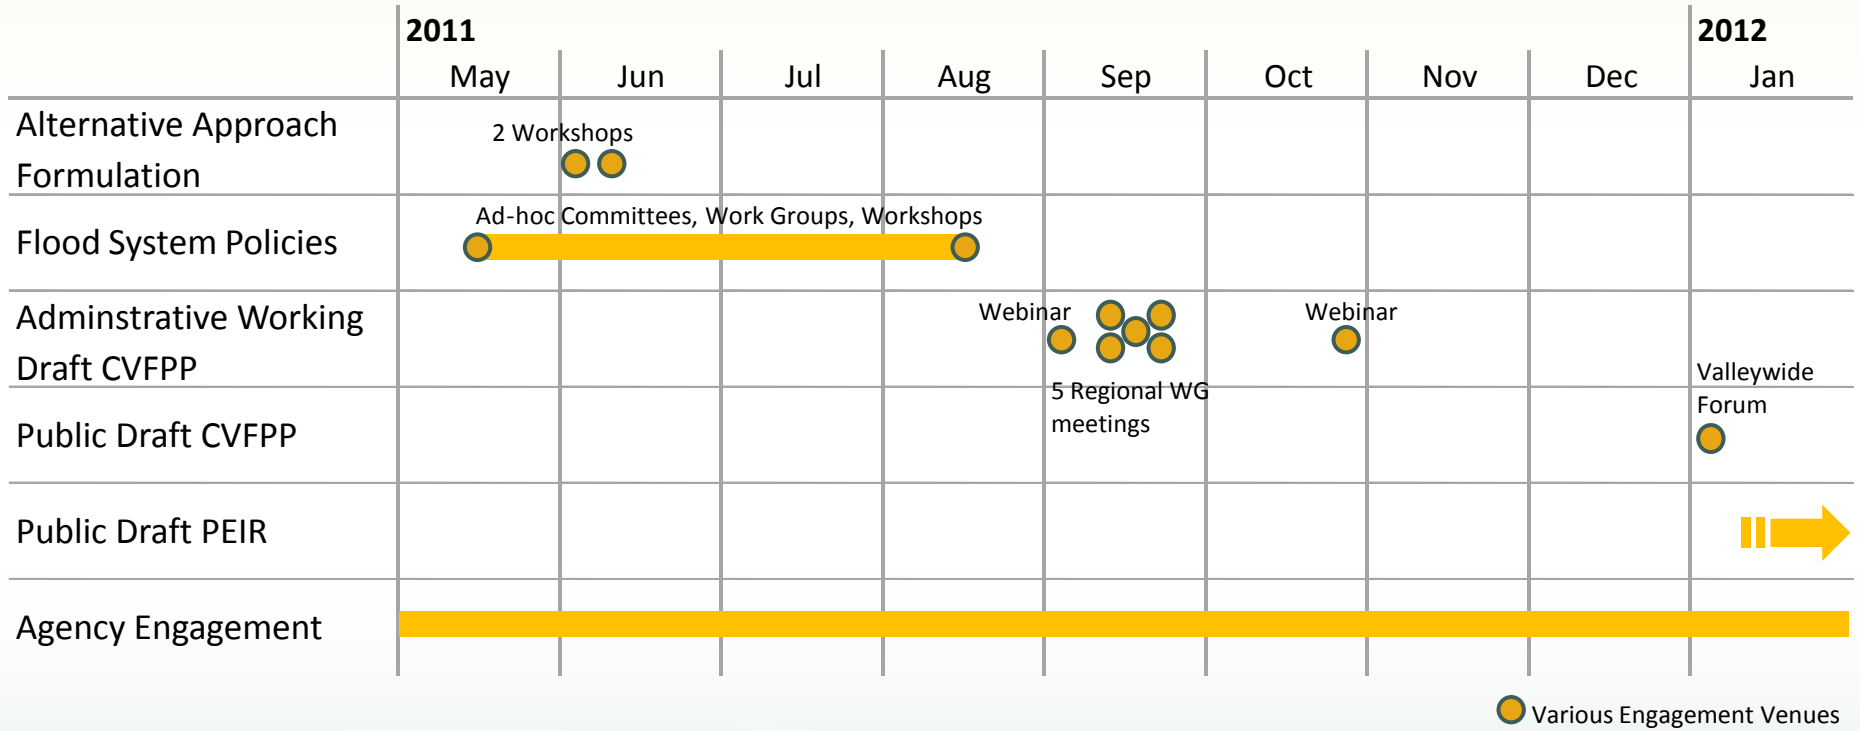 2011
2012
May
Jun
Jul
Aug
Sep
Oct
Nov
Dec
Jan
Alternative Approach
Formulation
2 Workshops
Flood System Policies
Ad-hoc Committees, Work Groups, Workshops
Adminstrative Working
Draft CVFPP
Webinar
5 Regional WG
meetings
Webinar
Public Draft CVFPP
Valleywide
Forum
Public Draft PEIR
Agency Engagement
Various Engagement Venues